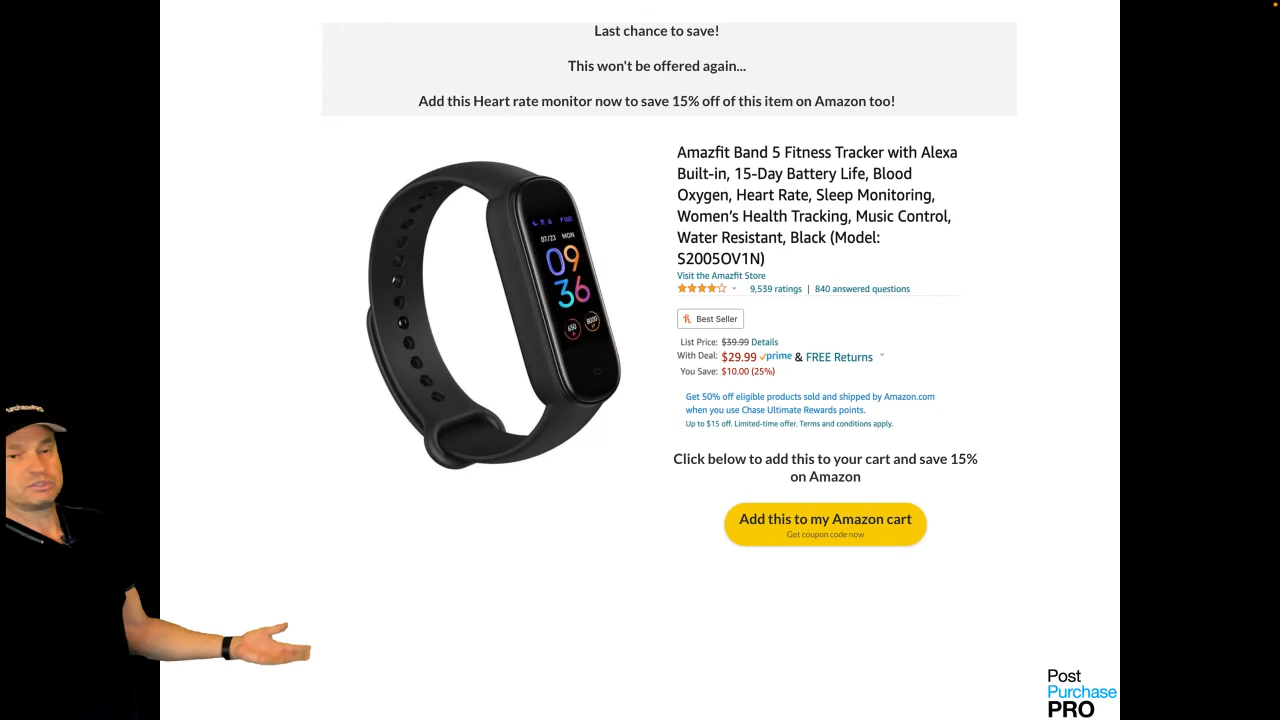 Last chance to save!
This won't be offered again...
Add this Heart rate monitor now to save 15% off of this item on Amazon too!
Amazfit Band 5 Fitness Tracker with Alexa
Built-in, 15-Day Battery Life, Blood
Oxygen, Heart Rate, Sleep Monitoring,
Women's Health Tracking, Music Control,
Water Resistant, Black (Model:
S2005OV1N)
Visit the Amazfit Store
9,539 ratings | 840 answered questions
Best Seller
List Price: $39.99 Details
With Deal: $29.99 prime & FREE Returns
You Save: $10.00 (25%)
Get 50% off eligible products sold and shipped by Amazon.com
when you use Chase Ultimate Rewards points.
Up to $15 off. Limited-time offer. Terms and conditions apply.
Click below to add this to your cart and save 15%
on Amazon
Add this to my Amazon cart
Get coupon code now
07/23 MON
09
36
650
8000
Post
Purchase
PRO